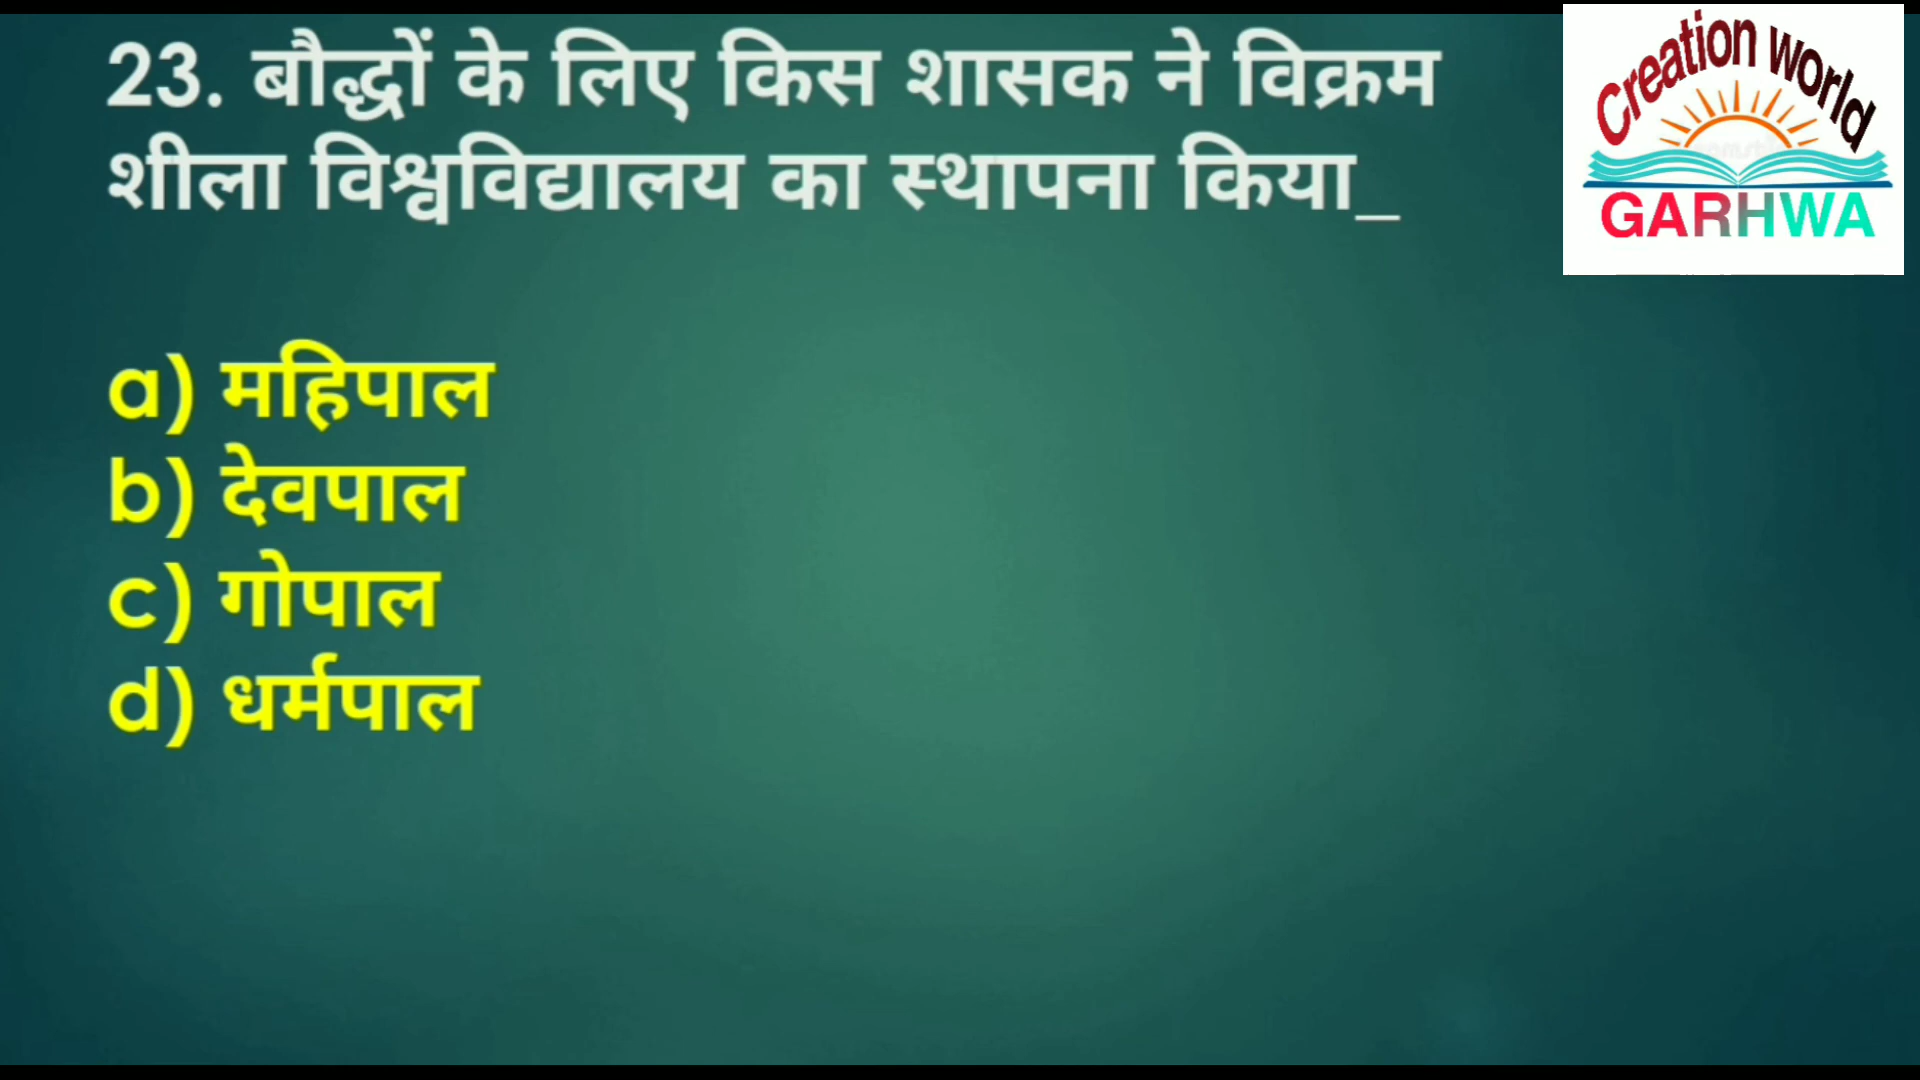 23. बौद्धों के लिए किस शासक ने विक्रम
शीला विश्वविद्यालय का स्थापना किया_
a) महिपाल
b) देवपाल
c) गोपाल
d) धर्मपाल
Creation World
GARHWA